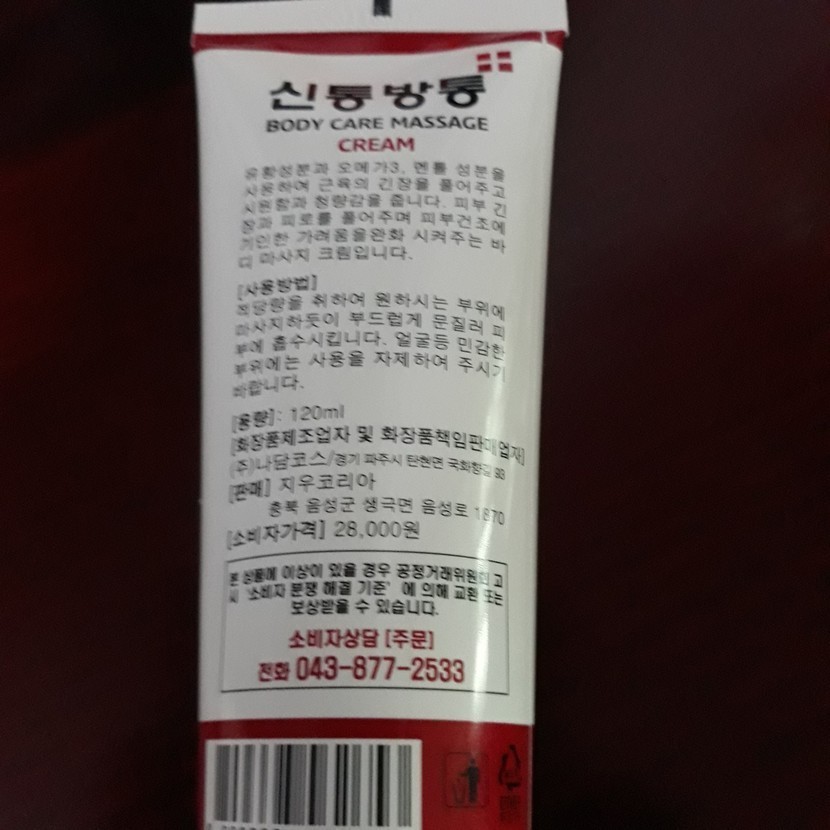 신통방통
BODY CARE MASSAGE
CREAM
유황성분과 오메가3, 멘톨 성분을
사용하여 근육의 긴장을 풀어주고
시원함과 청량감을 줍니다. 피부 긴
장과 피로를 풀어주며 피부건조에
기인한 가려움을완화 시켜주는 바
디 마사지 크림입니다.
[사용방법]
적당량을 취하여 원하시는 부위에
마사지하듯이 부드럽게 문질러 피
부에 흡수시킵니다. 얼굴등 민감한
부위에는 사용을 자제하여 주시기
바랍니다.
[용량]: 120ml
[화장품제조업자 및 화장품책임판매업자]
(주)나담코스/경기 파주시 탄현면 국화향길 93
[판매] 지우코리아
충북 음성군 생극면 음성로 1870
[소비자가격] 28,000원
본 상품에 이상이 있을 경우 공정거래위원회 고
시 '소비자 분쟁 해결 기준' 에 의해 교환 또는
보상받을 수 있습니다.
소비자상담 [주문]
전화 043-877-2533